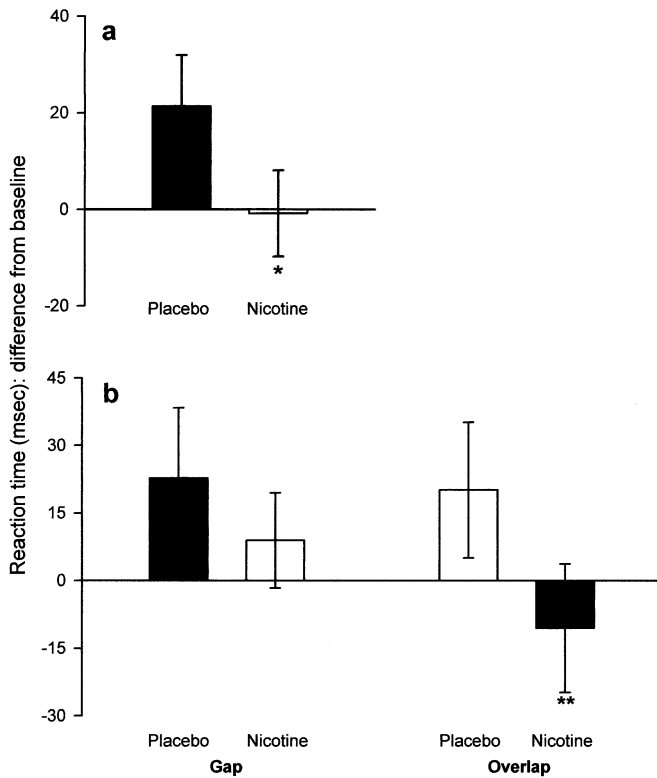 Reaction time (msec): difference from baseline
a
40
20
0
-20
*
Placebo Nicotine
b
45
30
15
0
-15
-30
**
Placebo Nicotine Placebo Nicotine
Gap Overlap